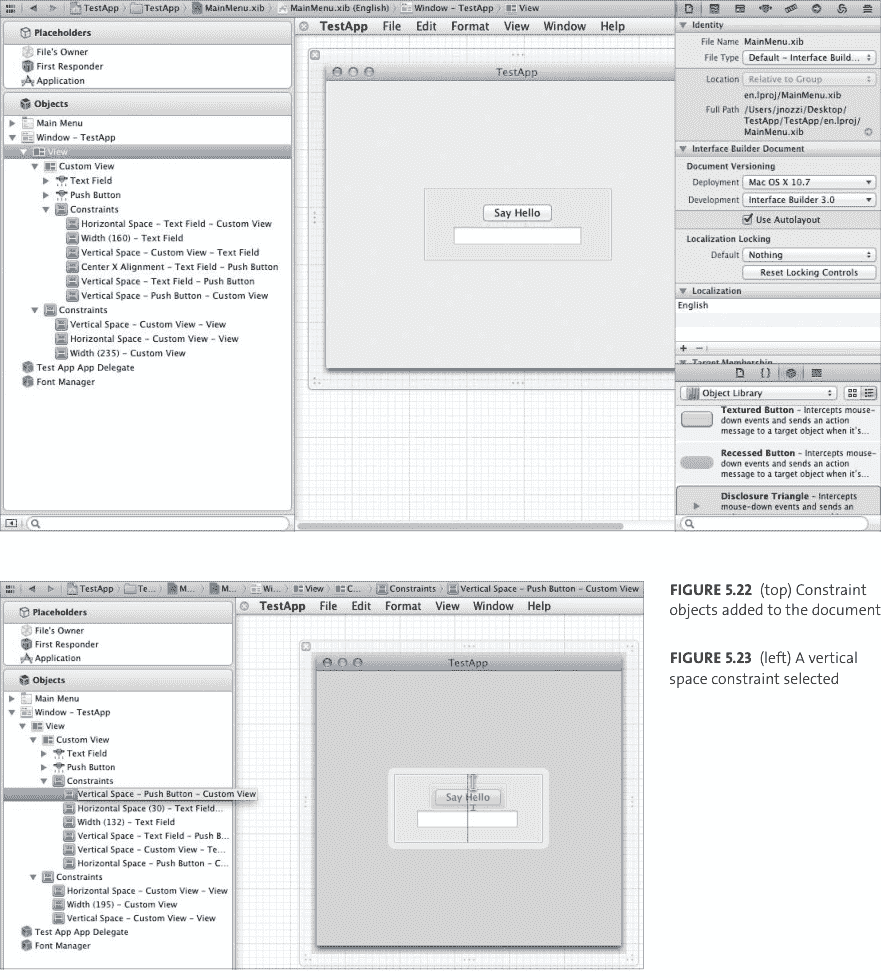 TestApp TestApp MainMenu.xib MainMenu.xib (English) Window - TestApp View
Placeholders
File's Owner
First Responder
Application
Objects
Main Menu
Window - TestApp
View
Custom View
Text Field
Push Button
Constraints
Horizontal Space - Text Field - Custom View
Width (160) - Text Field
Vertical Space - Custom View - Text Field
Center X Alignment - Text Field - Push Button
Vertical Space - Text Field - Push Button
Vertical Space - Push Button - Custom View
Constraints
Vertical Space - Custom View - View
Horizontal Space - Custom View - View
Width (235) - Custom View
Test App App Delegate
Font Manager
TestApp File Edit Format View Window Help
TestApp
Say Hello
Identity
File Name MainMenu.xib
File Type Default - Interface Build...
Location Relative to Group
en.lproj/MainMenu.xib
Full Path /Users/jnozzi/Desktop/
TestApp/TestApp/en.lproj/
MainMenu.xib
Interface Builder Document
Document Versioning
Deployment Mac OS X 10.7
Development Interface Builder 3.0
Use Autolayout
Localization Locking
Default Nothing
Reset Locking Controls
Localization
English
+ -
Target Membership
{}
Object Library
Textured Button - Intercepts mouse-
down events and sends an action
message to a target object when it's...
Recessed Button - Intercepts mouse-
down events and sends an action
message to a target object when it's...
Disclosure Triangle - Intercepts
mouse-down events and sends an
TestApp Te... M... M... Wi... View C... Constraints Vertical Space - Push Button - Custom View
Placeholders
File's Owner
First Responder
Application
Objects
Main Menu
Window - TestApp
View
Custom View
Text Field
Push Button
Constraints
Vertical Space - Push Button - Custom View
Horizontal Space (30) - Text Field...
Width (132) - Text Field
Vertical Space - Text Field - Push B...
Vertical Space - Custom View - Te...
Horizontal Space - Push Button - C...
Constraints
Horizontal Space - Custom View - View
Width (195) - Custom View
Vertical Space - Custom View - View
Test App App Delegate
Font Manager
TestApp File Edit Format View Window Help
TestApp
Say Hello
FIGURE 5.22 (top) Constraint
objects added to the document
FIGURE 5.23 (left) A vertical
space constraint selected